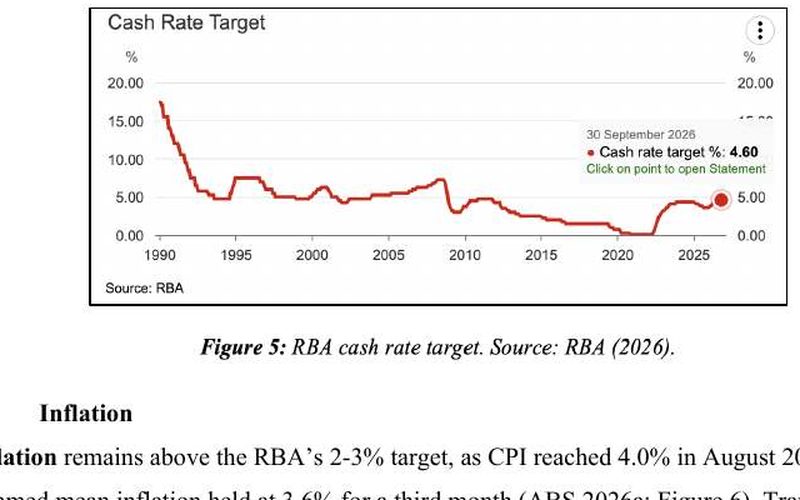 Cash Rate Target
% %
20.00 20.00
15.00
30 September 2026
10.00 Cash rate target %: 4.60
Click on point to open Statement
5.00 5.00
0.00 0.00
1990 1995 2000 2005 2010 2015 2020 2025
Source: RBA
Figure 5: RBA cash rate target. Source: RBA (2026).
Inflation
remains above the RBA's 2-3% target, as CPI reached 4.0% in August
mean inflation held at 3.6% for a third month (ABS 2026a; Figure 6).